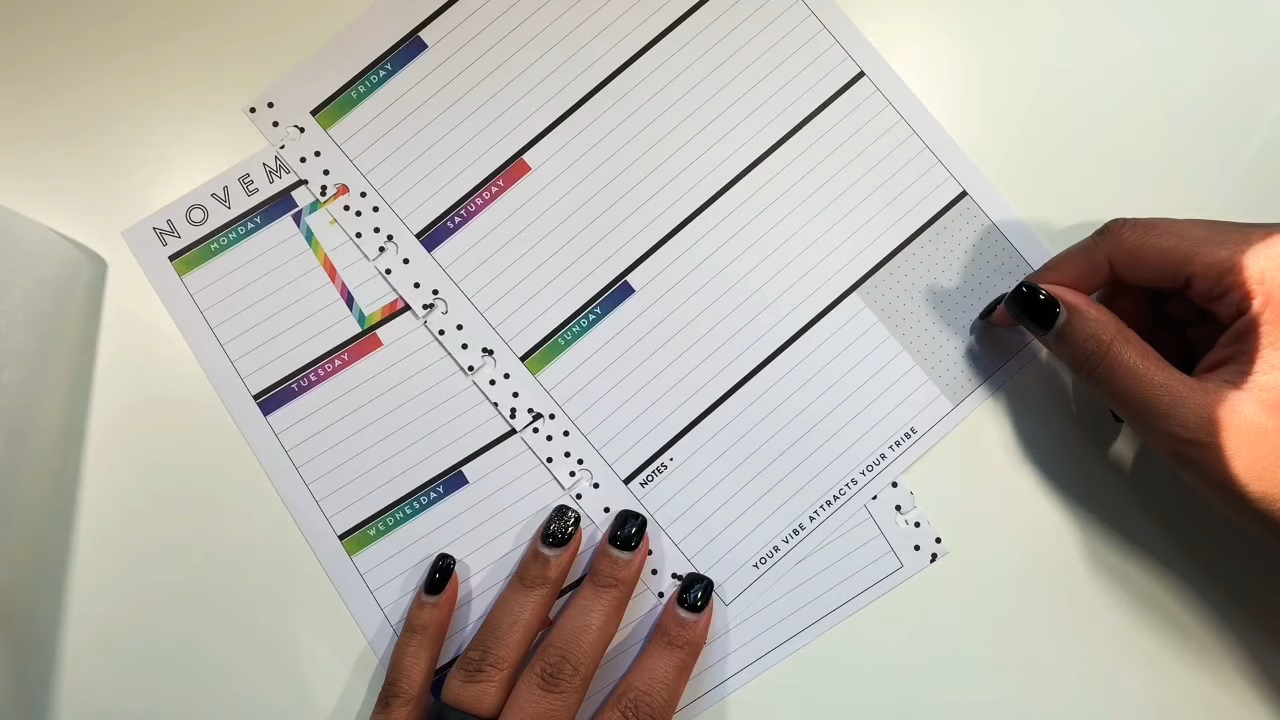 NOVEM
MONDAY
TUESDAY
WEDNESDAY
FRIDAY
SATURDAY
SUNDAY
NOTES
YOUR VIBE ATTRACTS YOUR TRIBE